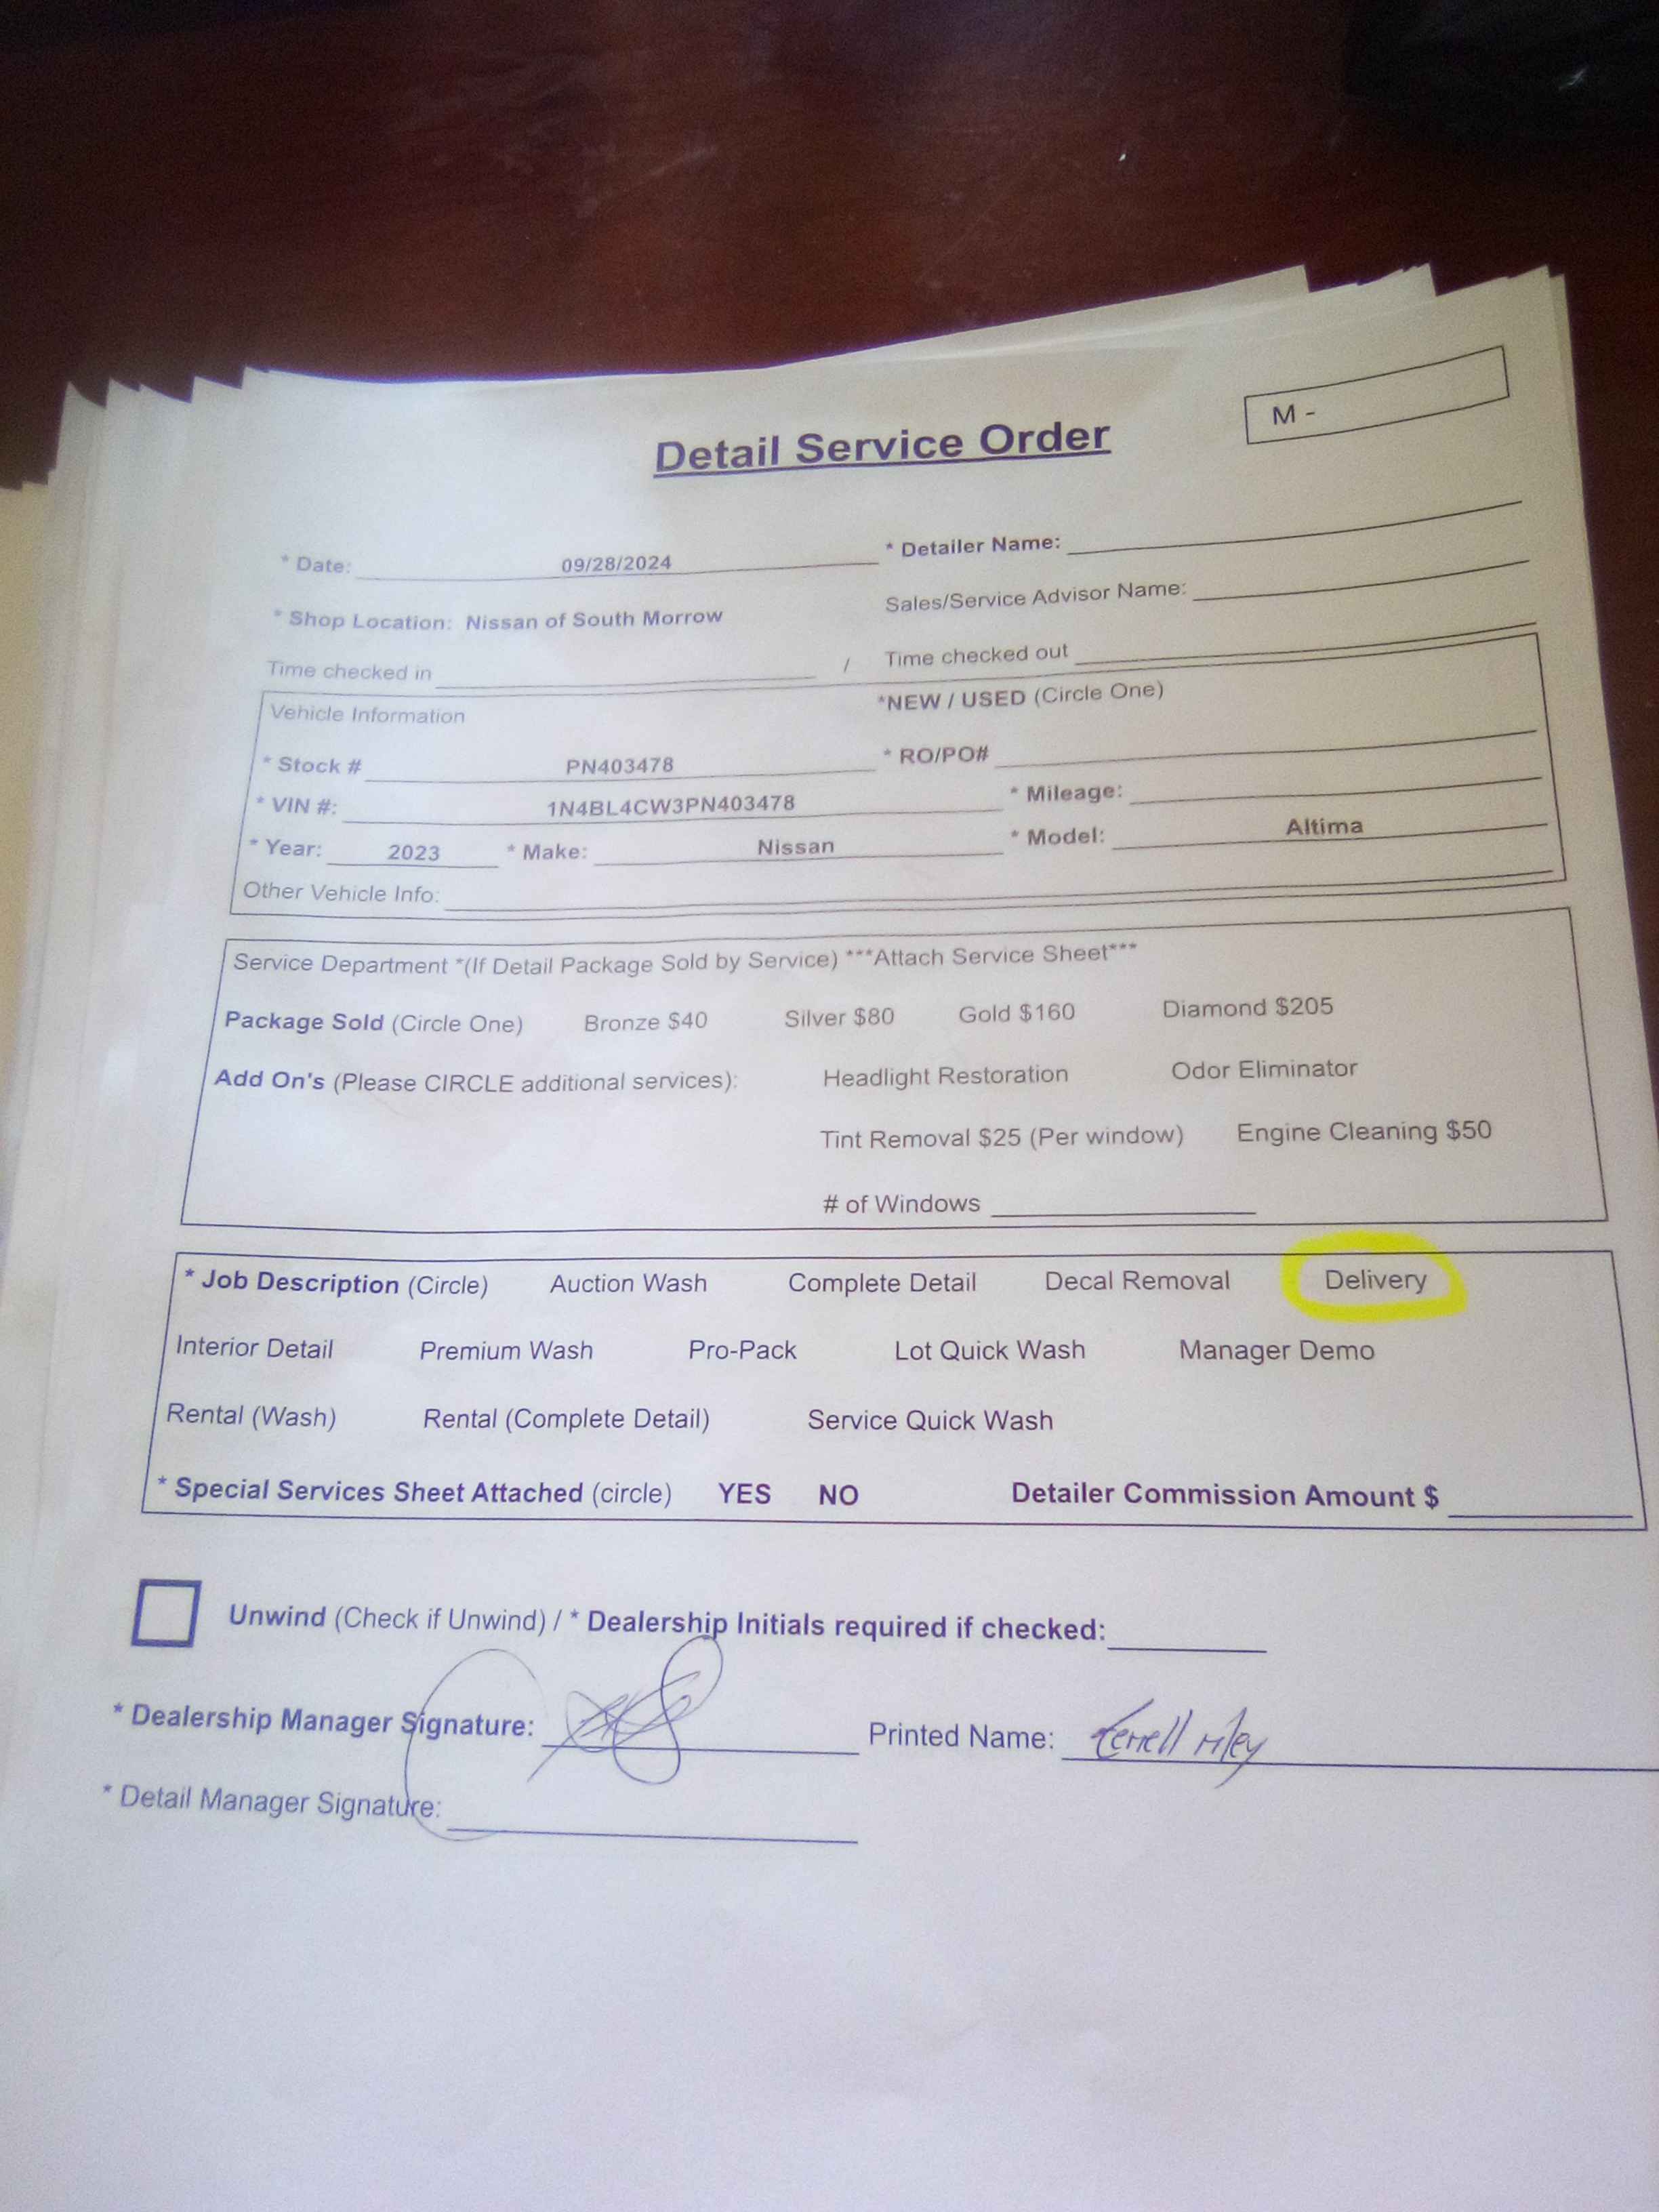 M -
Detail Service Order
* Date: 09/28/2024 * Detailer Name:
* Shop Location: Nissan of South Morrow Sales/Service Advisor Name:
Time checked in / Time checked out
Vehicle Information *NEW / USED (Circle One)
* Stock # PN403478 * RO/PO#
* VIN #: 1N4BL4CW3PN403478 * Mileage:
* Year: 2023 * Make: Nissan * Model: Altima
Other Vehicle Info:
Service Department *(If Detail Package Sold by Service) ***Attach Service Sheet***
Package Sold (Circle One) Bronze $40 Silver $80 Gold $160 Diamond $205
Add On's (Please CIRCLE additional services): Headlight Restoration Odor Eliminator
Tint Removal $25 (Per window) Engine Cleaning $50
# of Windows
* Job Description (Circle) Auction Wash Complete Detail Decal Removal Delivery
Interior Detail Premium Wash Pro-Pack Lot Quick Wash Manager Demo
Rental (Wash) Rental (Complete Detail) Service Quick Wash
* Special Services Sheet Attached (circle) YES NO Detailer Commission Amount $
Unwind (Check if Unwind) / * Dealership Initials required if checked:
* Dealership Manager Signature: Printed Name: terrell riley
* Detail Manager Signature: